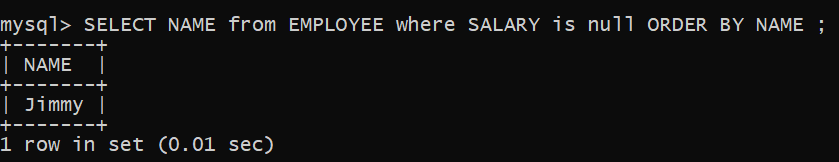 mysql> SELECT NAME from EMPLOYEE where SALARY is null ORDER BY NAME ;
+-------+
| NAME  |
+-------+
| Jimmy |
+-------+
1 row in set (0.01 sec)